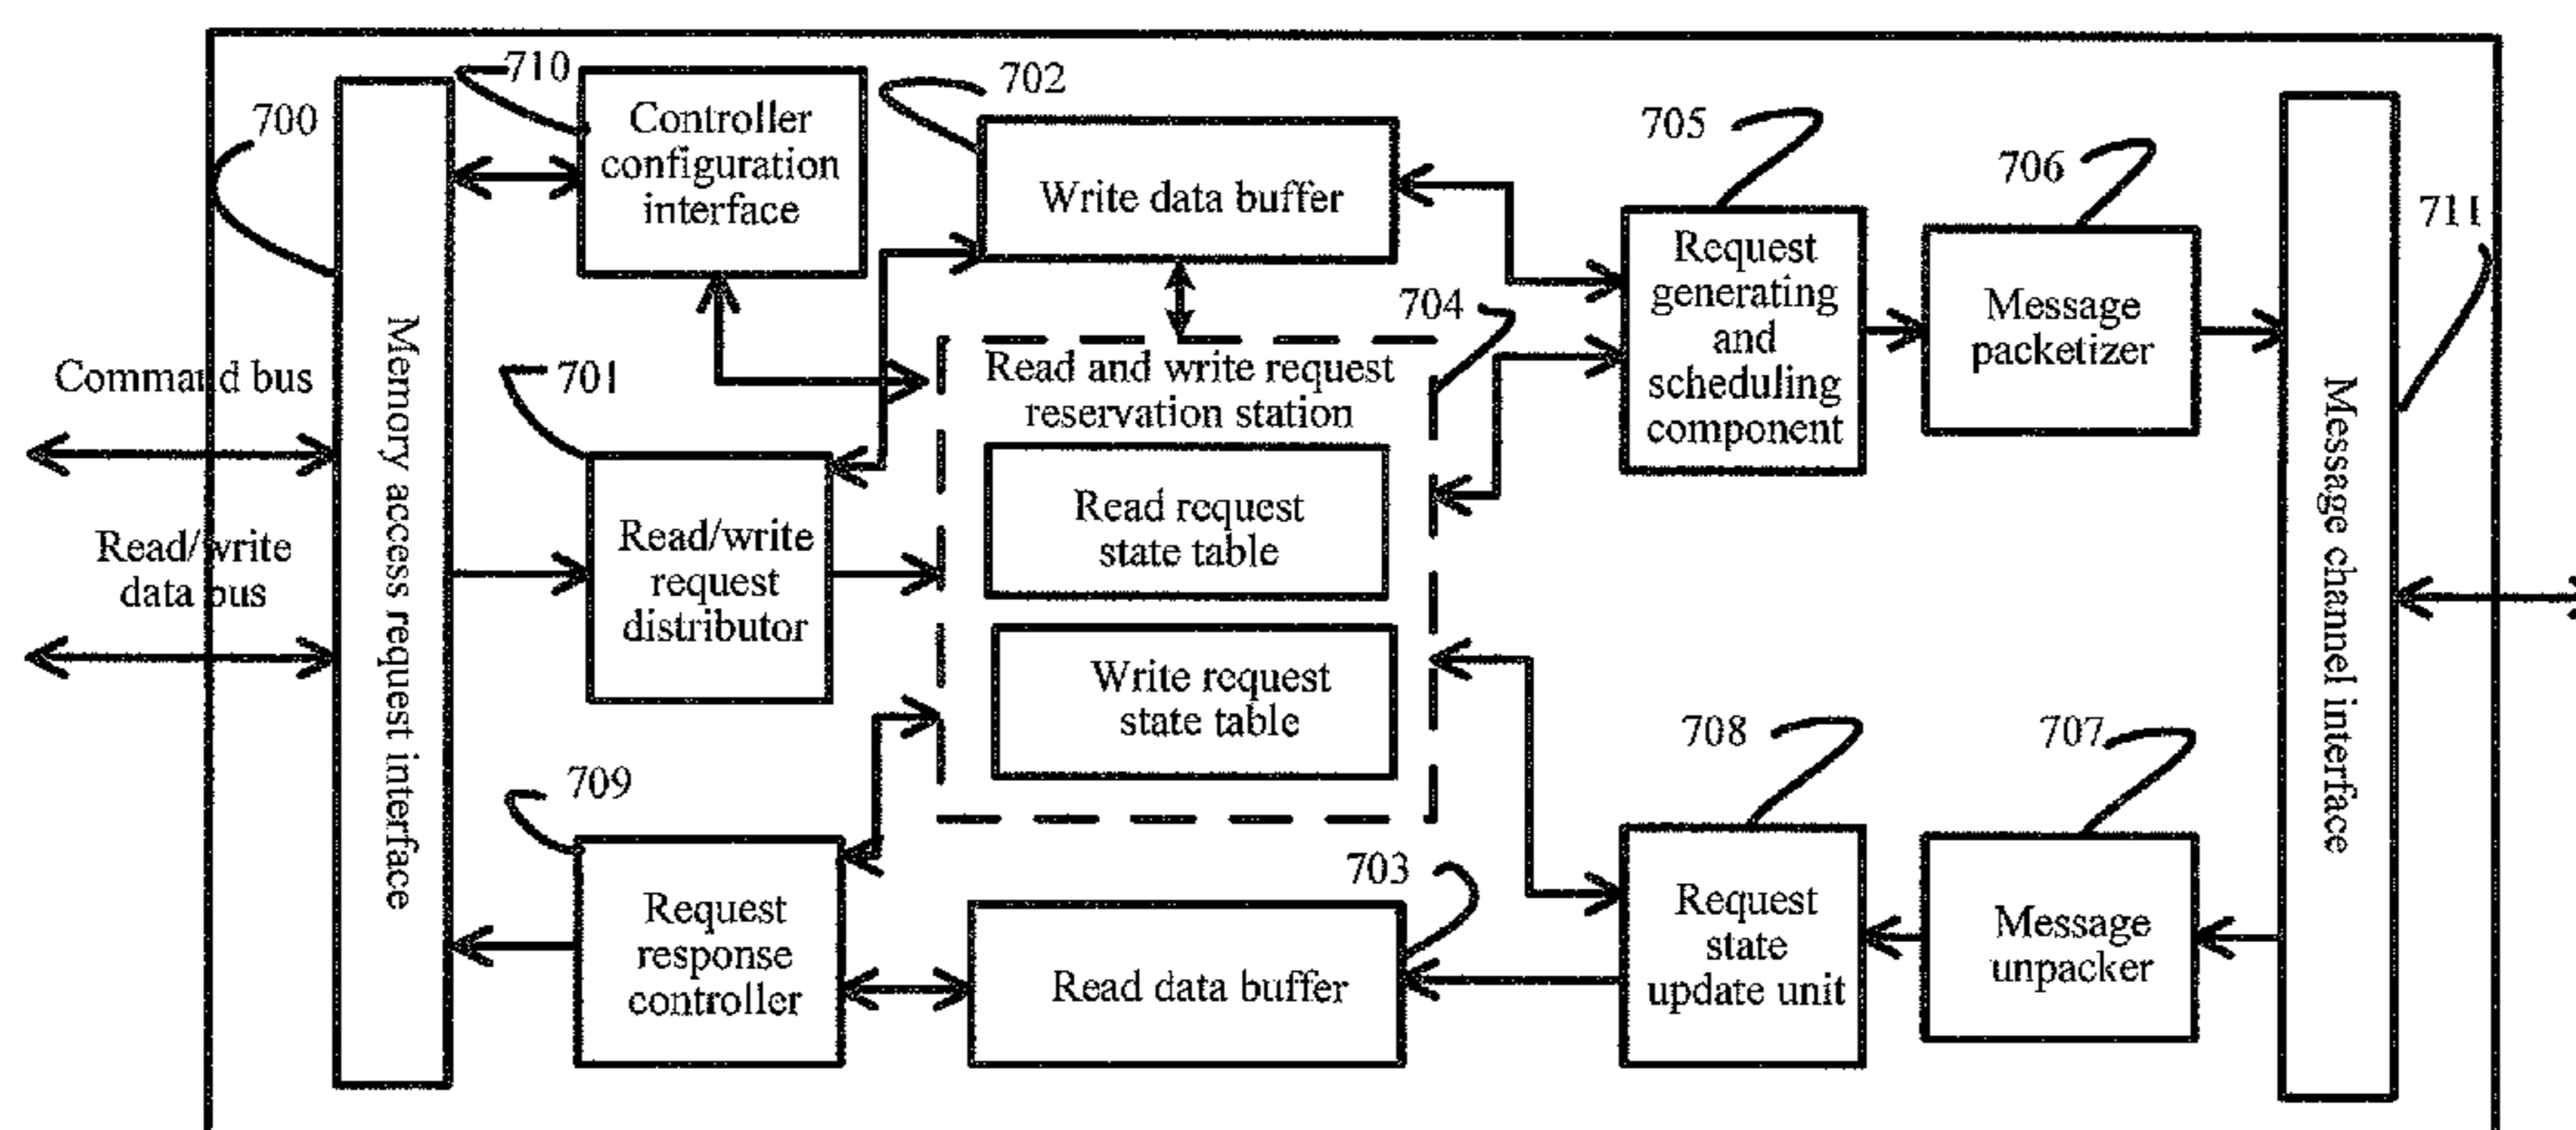 700
Command bus
Read/write
data bus
Memory access request interface
710
Controller
configuration
interface
701
Read/write
request
distributor
709
Request
response
controller
702
Write data buffer
704
Read and write request
reservation station
Read request
state table
Write request
state table
703
Read data buffer
705
Request
generating
and
scheduling
component
706
Message
packetizer
708
Request
state
update unit
707
Message
unpacker
711
Message channel interface